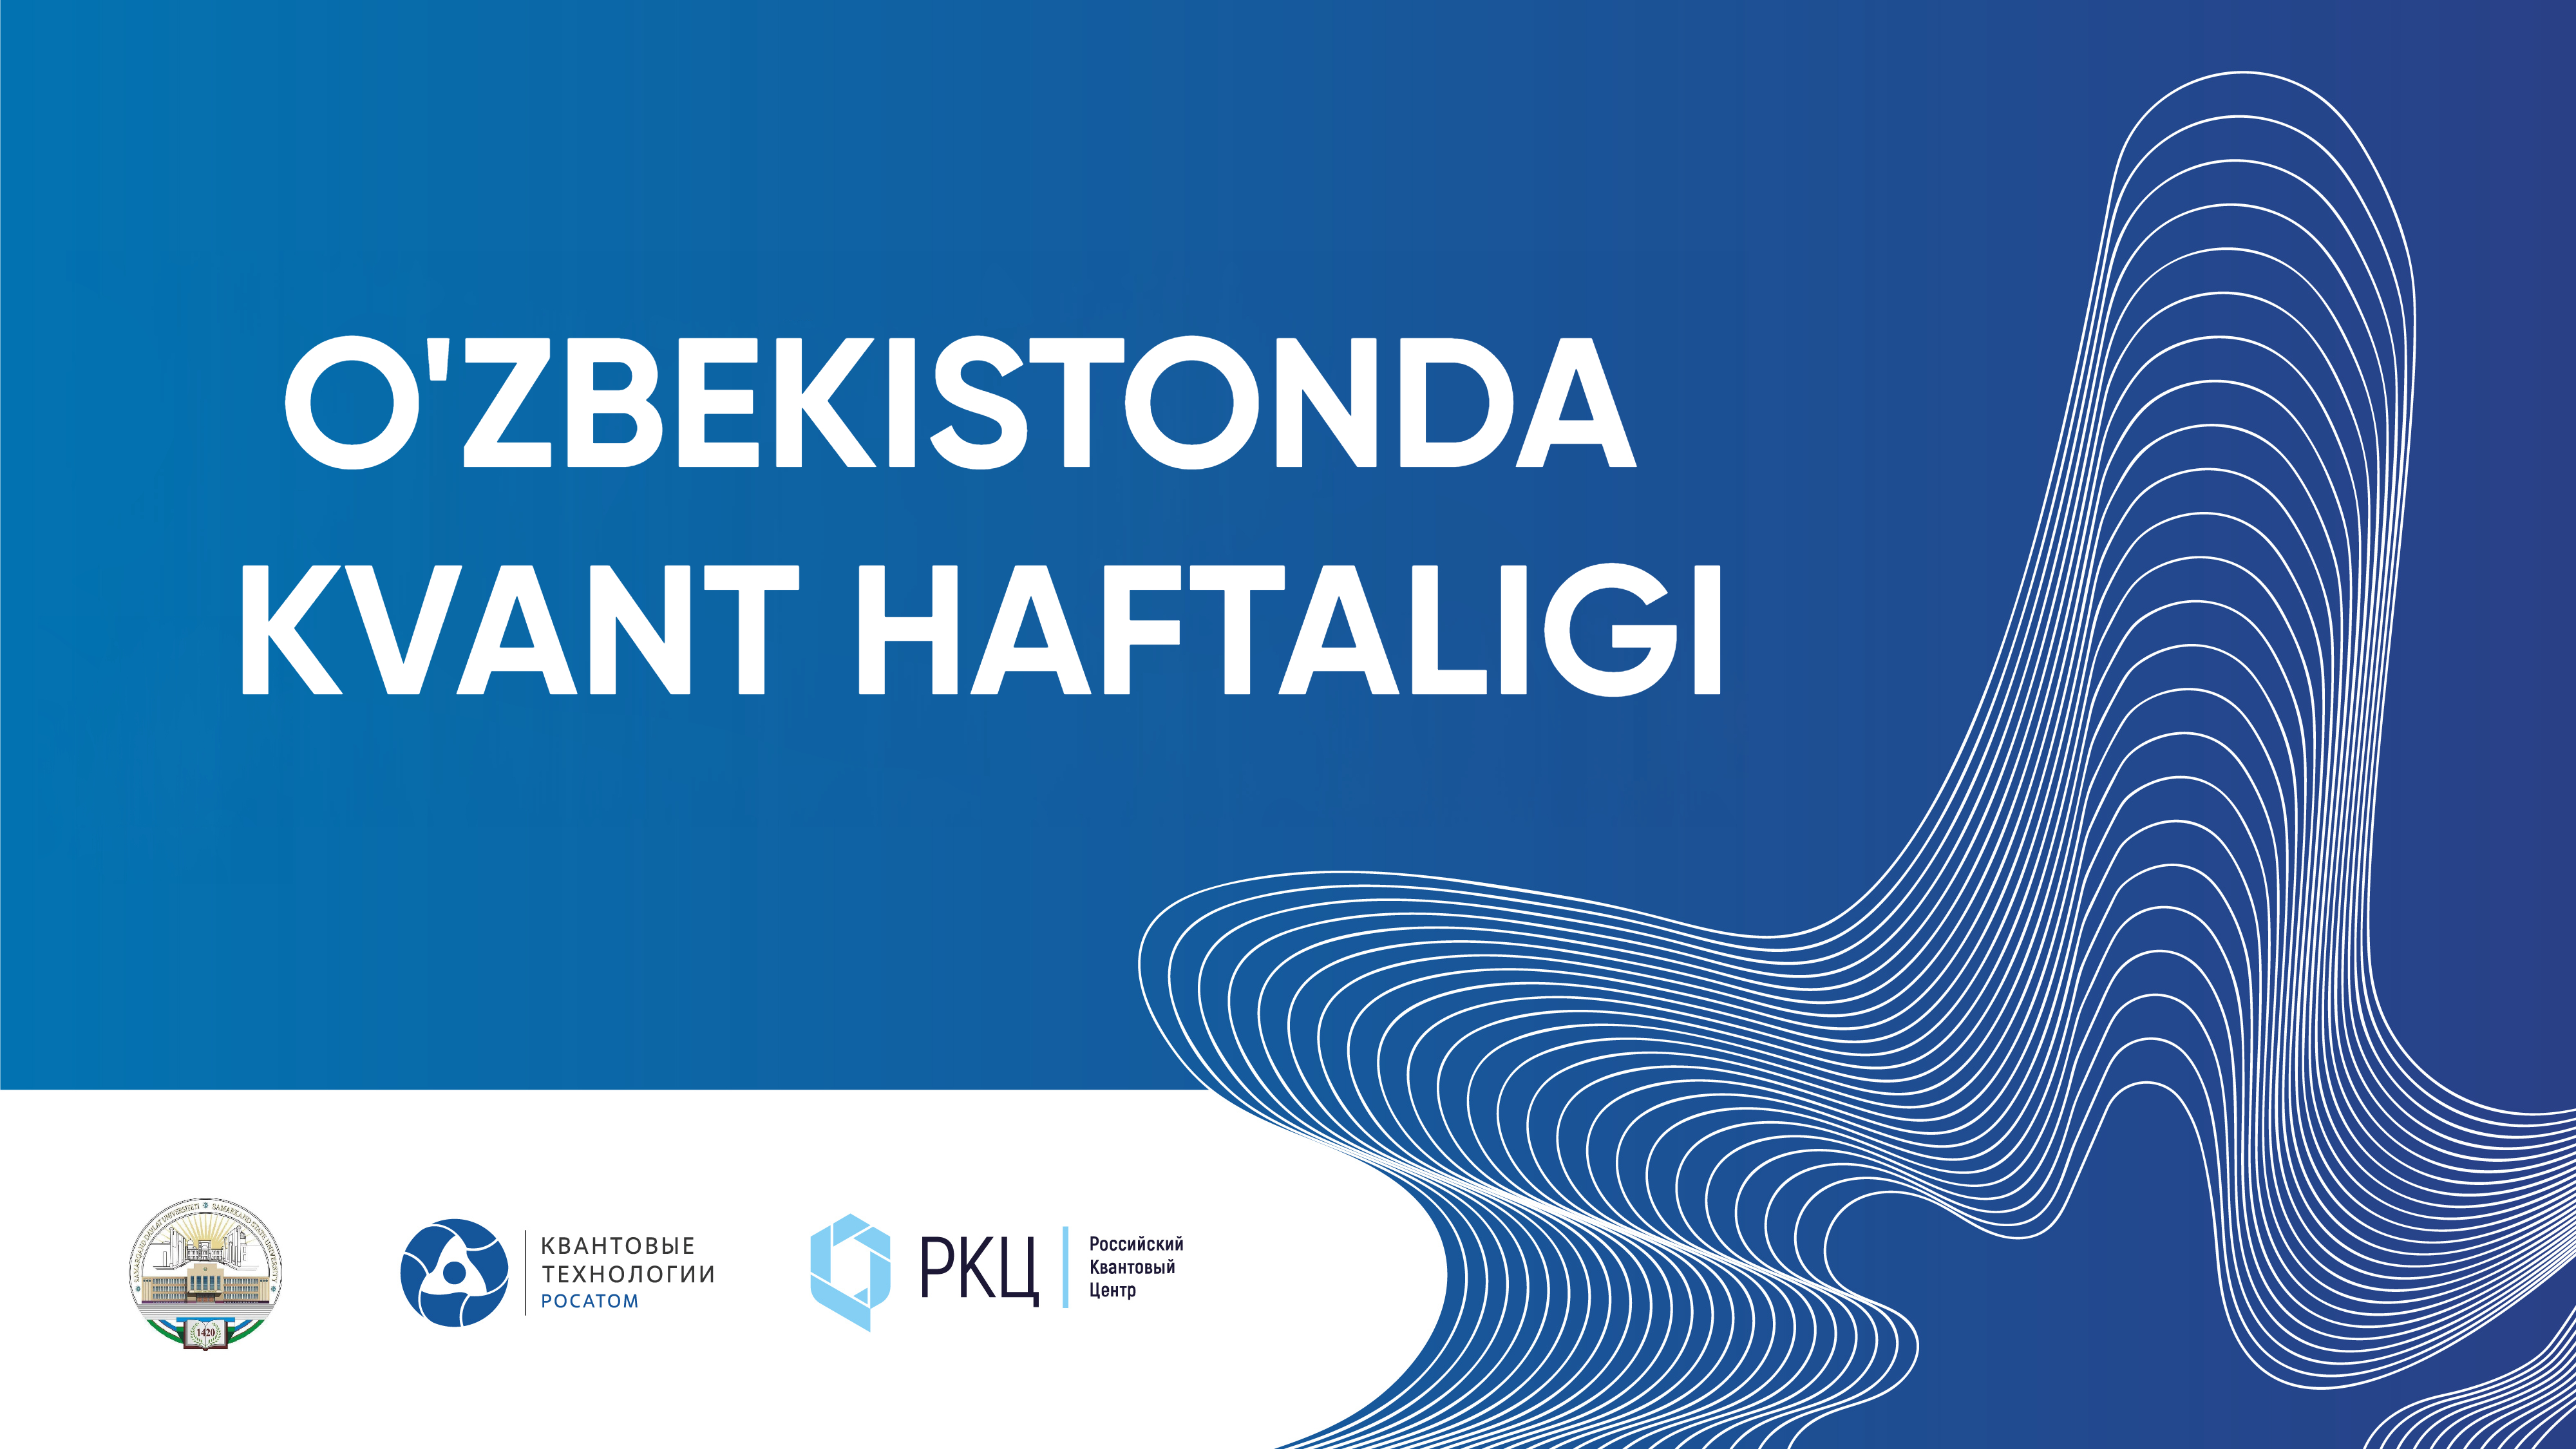 O'ZBEKISTONDA
KVANT HAFTALIGI
SAMARQAND DAVLAT UNIVERSITETI
SAMARKAND STATE UNIVERSITY
1420
КВАНТОВЫЕ
ТЕХНОЛОГИИ
РОСАТОМ
РКЦ
Российский
Квантовый
Центр